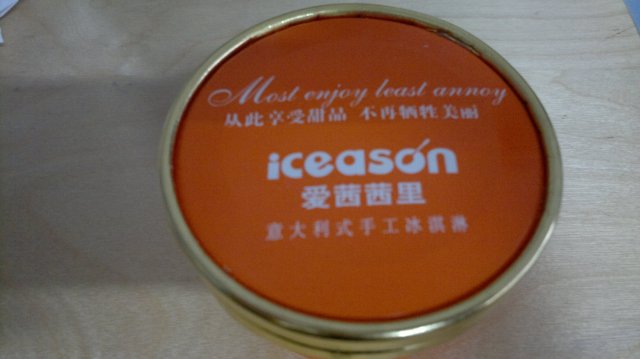 Most enjoy least annoy
从此享受甜品 不再牺牲美丽
iceason
爱茜茜里
意大利式手工冰淇淋